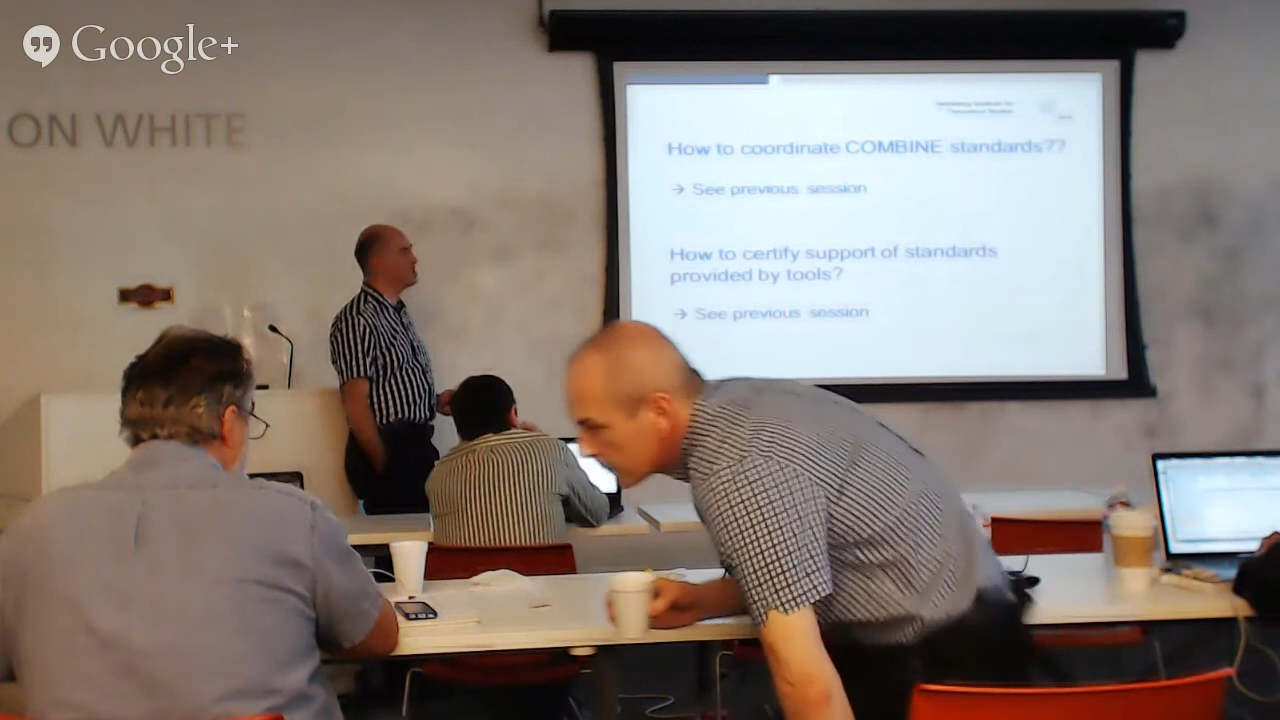 Google+
ON WHITE
How to coordinate COMBINE standards??
→ See previous session
How to certify support of standards
provided by tools?
→ See previous session